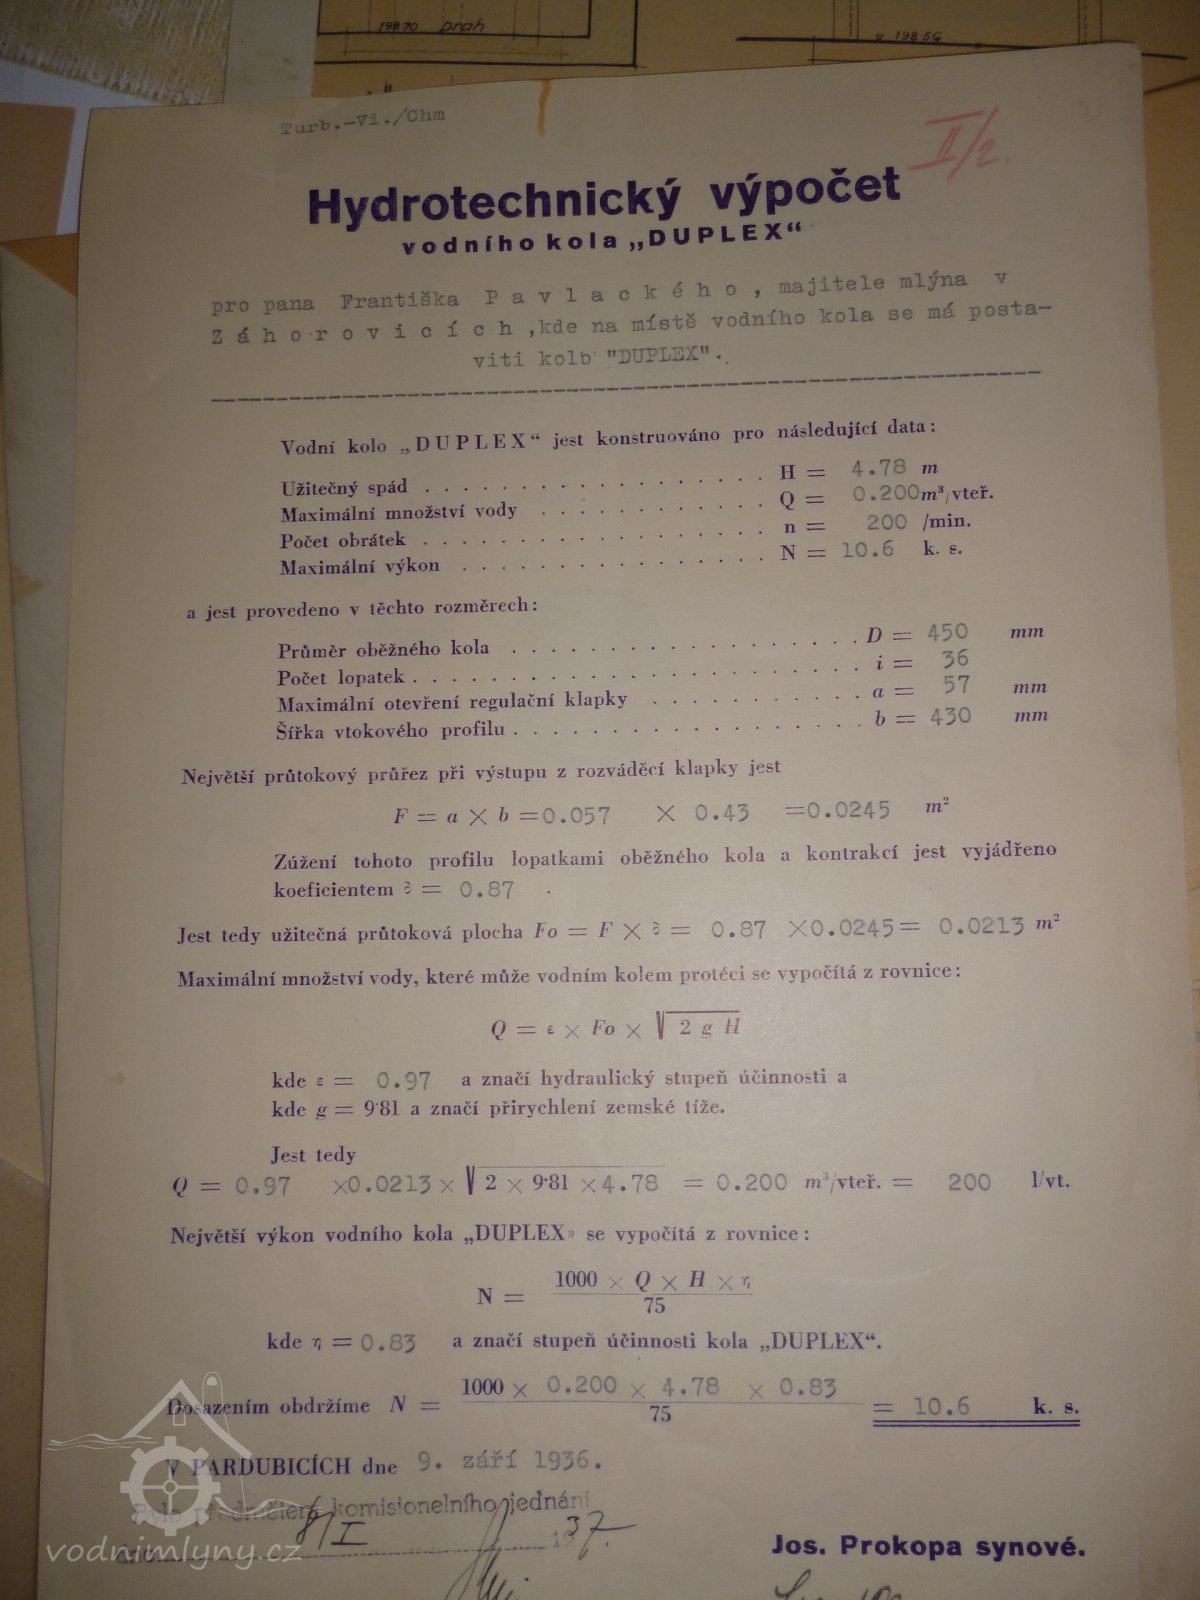 198 70 prah
198 56
Turb.-Vi./Chm
II/2.
Hydrotechnický výpočet
vodního kola „DUPLEX“
pro pana Františka Pavlackého, majitele mlýna v
Záhorovicích, kde na místě vodního kola se má posta-
viti kolo "DUPLEX".
Vodní kolo „DUPLEX“ jest konstruováno pro následující data:
Užitečný spád . . . . . . . . . . . . . . . . . . H = 4.78 m
Maximální množství vody . . . . . . . . . . . . Q = 0.200 m³/vteř.
Počet obrátek . . . . . . . . . . . . . . . . . . n = 200 /min.
Maximální výkon . . . . . . . . . . . . . . . . N = 10.6 k. s.
a jest provedeno v těchto rozměrech:
Průměr oběžného kola . . . . . . . . . . . . . . . . . D = 450 mm
Počet lopatek . . . . . . . . . . . . . . . . . . . . . i = 36
Maximální otevření regulační klapky . . . . . . . . . . a = 57 mm
Šířka vtokového profilu . . . . . . . . . . . . . . . . b = 430 mm
Největší průtokový průřez při výstupu z rozváděcí klapky jest
F = a × b = 0.057 × 0.43 = 0.0245 m²
Zúžení tohoto profilu lopatkami oběžného kola a kontrakcí jest vyjádřeno
koeficientem δ = 0.87 .
Jest tedy užitečná průtoková plocha Fo = F × δ = 0.87 × 0.0245 = 0.0213 m²
Maximální množství vody, které může vodním kolem protéci se vypočítá z rovnice:
Q = ε × Fo × √2 g H
kde ε = 0.97 a značí hydraulický stupeň účinnosti a
kde g = 9·81 a značí přirychlení zemské tíže.
Jest tedy
Q = 0.97 × 0.0213 × √2 × 9·81 × 4.78 = 0.200 m³/vteř. = 200 l/vt.
Největší výkon vodního kola „DUPLEX» se vypočítá z rovnice:
N = 1000 × Q × H × η
75
kde η = 0.83 a značí stupeň účinnosti kola „DUPLEX“.
Dosazením obdržíme N = 1000 × 0.200 × 4.78 × 0.83 = 10.6 k. s.
75
V PARDUBICÍCH dne 9. září 1936.
Bylo předmětem komisionelního jednání
dne 8/I 1937.
vodnimlyny.cz
Jos. Prokopa synové.